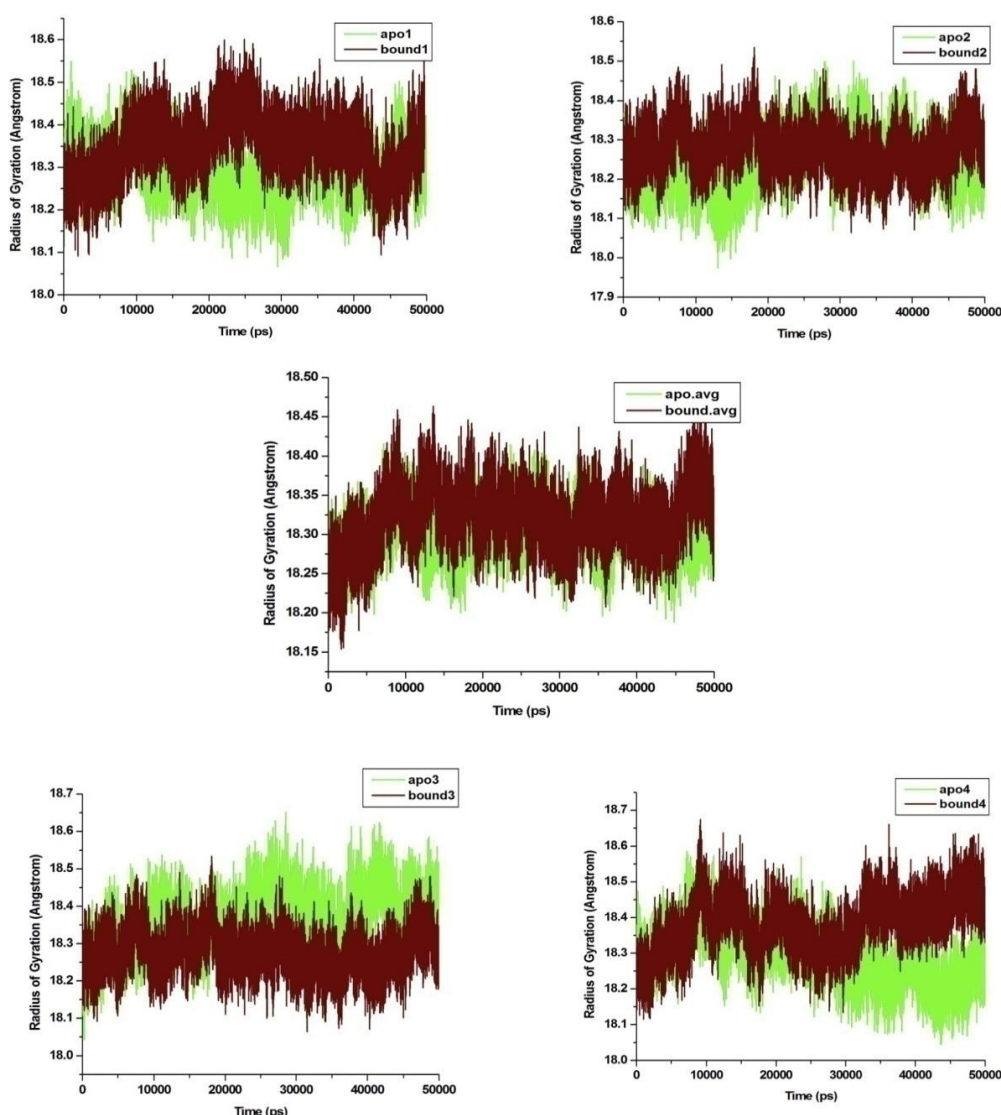 apo1
bound1
Radius of Gyration (Angstrom)
18.6
18.5
18.4
18.3
18.2
18.1
18.0
0 10000 20000 30000 40000 50000
Time (ps)
apo2
bound2
Radius of Gyration (Angstrom)
18.5
18.4
18.3
18.2
18.1
18.0
17.9
0 10000 20000 30000 40000 50000
Time (ps)
apo.avg
bound.avg
Radius of Gyration (Angstrom)
18.50
18.45
18.40
18.35
18.30
18.25
18.20
18.15
0 10000 20000 30000 40000 50000
Time (ps)
apo3
bound3
Radius of Gyration (Angstrom)
18.7
18.6
18.5
18.4
18.3
18.2
18.1
18.0
0 10000 20000 30000 40000 50000
Time (ps)
apo4
bound4
Radius of Gyration (Angstrom)
18.7
18.6
18.5
18.4
18.3
18.2
18.1
18.0
0 10000 20000 30000 40000 50000
Time (ps)